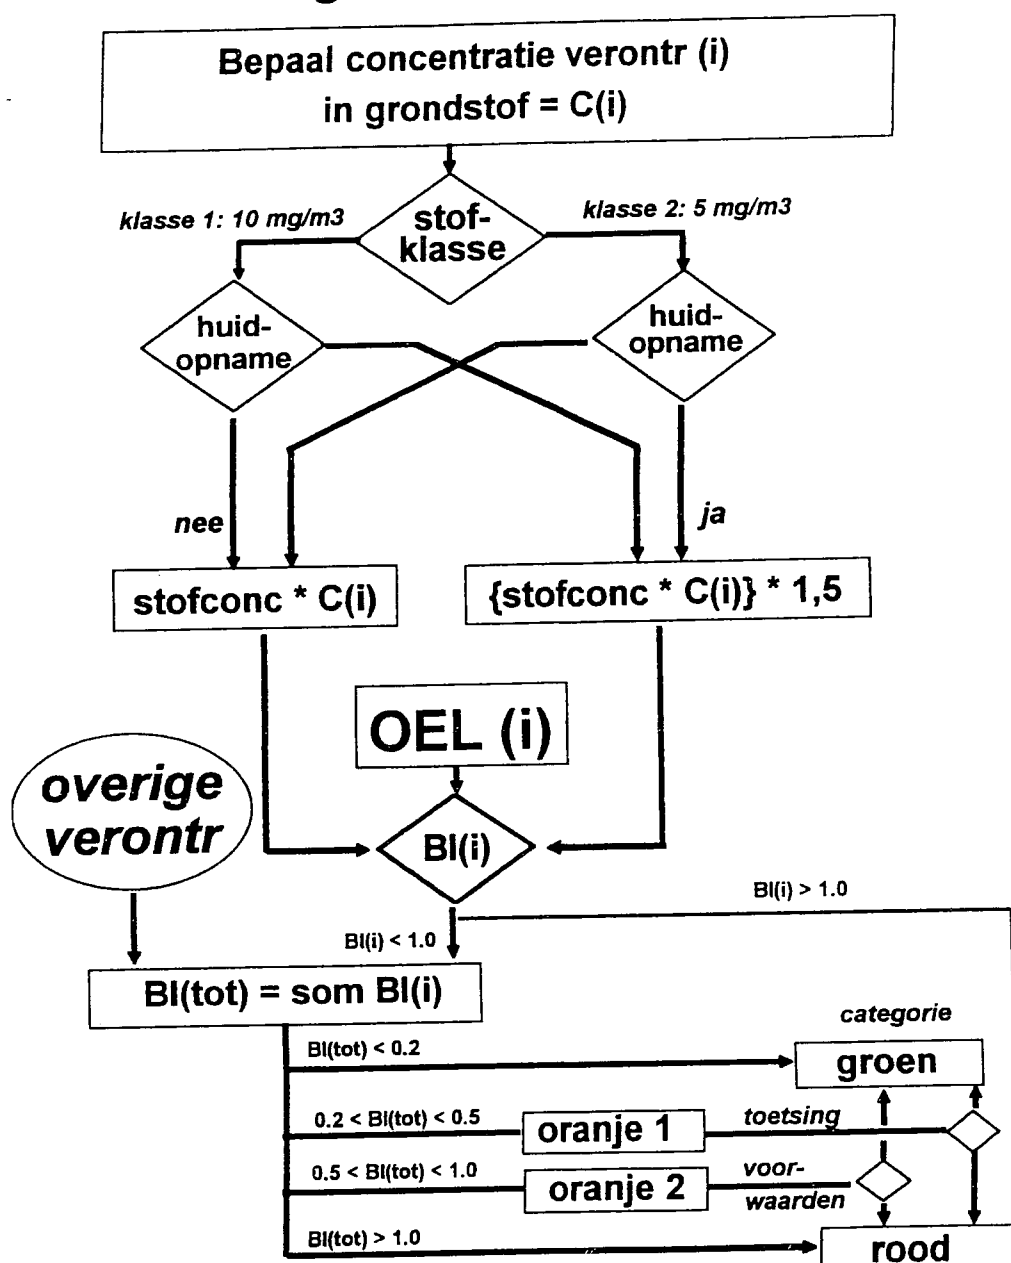 Bepaal concentratie verontr (i)
in grondstof = C(i)
klasse 1: 10 mg/m3
stof-
klasse
klasse 2: 5 mg/m3
huid-
opname
huid-
opname
nee
ja
stofconc * C(i)
{stofconc * C(i)} * 1,5
OEL (i)
overige
verontr
BI(i)
BI(i) > 1.0
BI(i) < 1.0
BI(tot) = som BI(i)
categorie
BI(tot) < 0.2
groen
0.2 < BI(tot) < 0.5
oranje 1
toetsing
0.5 < BI(tot) < 1.0
oranje 2
voor-
waarden
BI(tot) > 1.0
rood